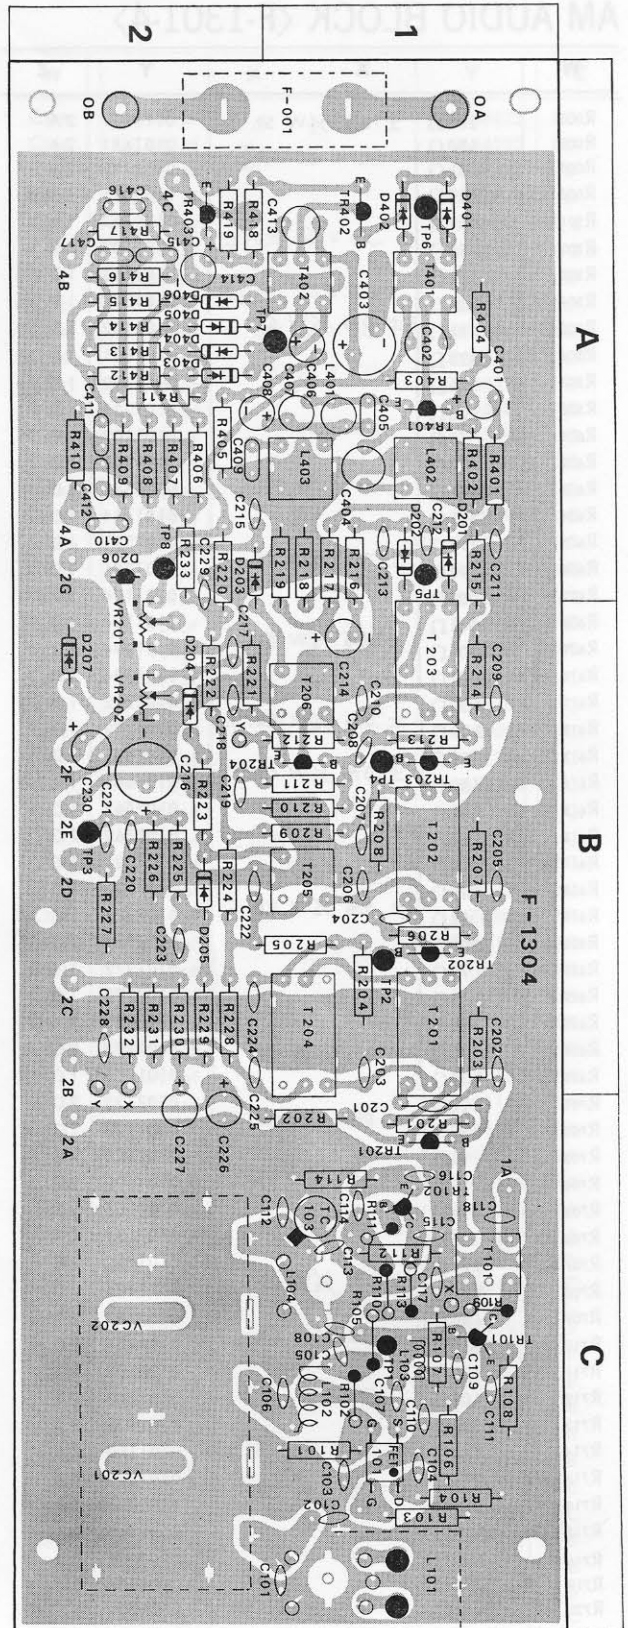 AM AUDIO BLOCK <F-1301-4>
2
1
OB
F-001
OA
A
B
C
F-1304
C416
4C
R417
C417
C415
4B
R416
R415
R414
R413
R412
R411
C411
R410
C412
C410
4A
TR403
E
R419
R418
C413
C414
D406
D405
D404
D403
TP7
T402
TR402
E
B
D402
TP6
D401
T401
C403
C402
R404
R403
C401
C408
C407
C406
L401
C405
E
B
TR401
R405
C409
L403
C404
L402
R402
R401
R409
R408
R407
R406
C215
D206
TP8
R233
C229
R220
D203
R219
R218
R217
R216
C213
D202
C212
D201
TP5
R215
C211
2G
VR201
D207
VR202
D204
R222
C217
R221
C218
T206
C214
C210
T203
R214
C209
Y
R212
C208
R213
E
B
TR204
B
TP4
TR203
E
C216
2F
C230
C221
R223
C219
R211
R210
R209
C207
R208
T202
R207
C205
2E
TP3
C220
R226
R225
R224
T205
C206
2D
R227
C223
D205
C222
R205
C204
R206
B
E
TR202
TP2
R204
2C
C228
R232
R231
R230
R229
R228
C224
T204
C203
T201
R203
C202
2B
Y
X
C225
C227
C226
R202
C201
R201
TR201
E
B
2A
1A
R114
C116
TR102
C118
E
B
C
C112
TC103
C114
R111
C115
C113
R112
T101
L104
R110
R113
C117
X
R109
R105
C108
C105
B
C
TR101
E
VC202
TP1
L103
R107
C109
R108
C106
L102
R102
C107
C110
C111
G
S
R106
R101
FET101
C104
C103
G
D
R104
VC201
C102
R103
C101
L101